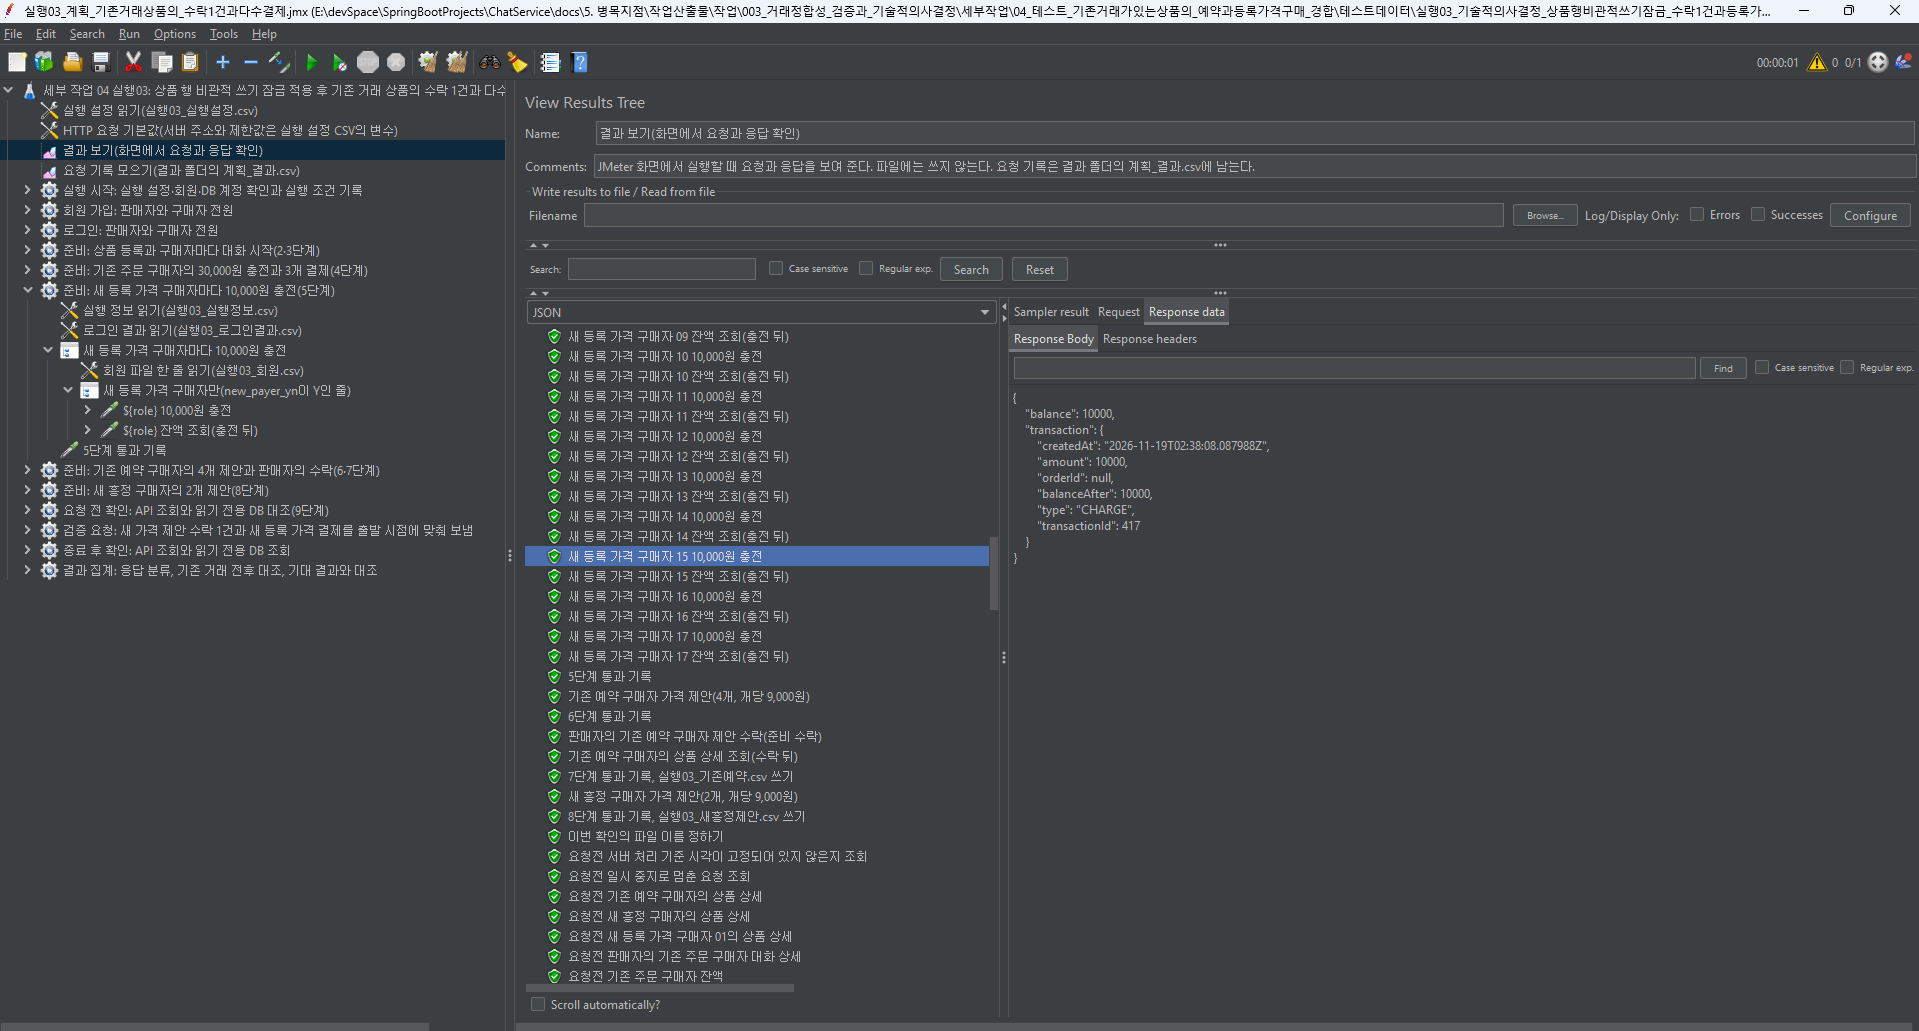 실행03_계획_기존거래상품의_수락1건과다수결제.jmx (E:\devSpace\SpringBootProjects\ChatService\docs\5. 병목지점\작업산출물\작업\003_거래정합성_검증과_기술적의사결정\세부작업\04_테스트_기존거래가있는상품의_예약과등록가격구매_경합\테스트데이터\실행03_기술적의사결정_상품행비관적쓰기잠금_수락1건과등록가...
File Edit Search Run Options Tools Help
00:00:01 0 0/1
세부 작업 04 실행03: 상품 행 비관적 쓰기 잠금 적용 후 기존 거래 상품의 수락 1건과 다수
실행 설정 읽기(실행03_실행설정.csv)
HTTP 요청 기본값(서버 주소와 제한값은 실행 설정 CSV의 변수)
결과 보기(화면에서 요청과 응답 확인)
요청 기록 모으기(결과 폴더의 계획_결과.csv)
실행 시작: 실행 설정·회원·DB 계정 확인과 실행 조건 기록
회원 가입: 판매자와 구매자 전원
로그인: 판매자와 구매자 전원
준비: 상품 등록과 구매자마다 대화 시작(2·3단계)
준비: 기존 주문 구매자의 30,000원 충전과 3개 결제(4단계)
준비: 새 등록 가격 구매자마다 10,000원 충전(5단계)
실행 정보 읽기(실행03_실행정보.csv)
로그인 결과 읽기(실행03_로그인결과.csv)
새 등록 가격 구매자마다 10,000원 충전
회원 파일 한 줄 읽기(실행03_회원.csv)
새 등록 가격 구매자만(new_payer_yn이 Y인 줄)
${role} 10,000원 충전
${role} 잔액 조회(충전 뒤)
5단계 통과 기록
준비: 기존 예약 구매자의 4개 제안과 판매자의 수락(6·7단계)
준비: 새 흥정 구매자의 2개 제안(8단계)
요청 전 확인: API 조회와 읽기 전용 DB 대조(9단계)
검증 요청: 새 가격 제안 수락 1건과 새 등록 가격 결제를 출발 시점에 맞춰 보냄
종료 후 확인: API 조회와 읽기 전용 DB 조회
결과 집계: 응답 분류, 기존 거래 전후 대조, 기대 결과와 대조
View Results Tree
Name: 결과 보기(화면에서 요청과 응답 확인)
Comments: JMeter 화면에서 실행할 때 요청과 응답을 보여 준다. 파일에는 쓰지 않는다. 요청 기록은 결과 폴더의 계획_결과.csv에 남는다.
Write results to file / Read from file
Filename Browse... Log/Display Only: Errors Successes Configure
Search: Case sensitive Regular exp. Search Reset
JSON
새 등록 가격 구매자 09 잔액 조회(충전 뒤)
새 등록 가격 구매자 10 10,000원 충전
새 등록 가격 구매자 10 잔액 조회(충전 뒤)
새 등록 가격 구매자 11 10,000원 충전
새 등록 가격 구매자 11 잔액 조회(충전 뒤)
새 등록 가격 구매자 12 10,000원 충전
새 등록 가격 구매자 12 잔액 조회(충전 뒤)
새 등록 가격 구매자 13 10,000원 충전
새 등록 가격 구매자 13 잔액 조회(충전 뒤)
새 등록 가격 구매자 14 10,000원 충전
새 등록 가격 구매자 14 잔액 조회(충전 뒤)
새 등록 가격 구매자 15 10,000원 충전
새 등록 가격 구매자 15 잔액 조회(충전 뒤)
새 등록 가격 구매자 16 10,000원 충전
새 등록 가격 구매자 16 잔액 조회(충전 뒤)
새 등록 가격 구매자 17 10,000원 충전
새 등록 가격 구매자 17 잔액 조회(충전 뒤)
5단계 통과 기록
기존 예약 구매자 가격 제안(4개, 개당 9,000원)
6단계 통과 기록
판매자의 기존 예약 구매자 제안 수락(준비 수락)
기존 예약 구매자의 상품 상세 조회(수락 뒤)
7단계 통과 기록, 실행03_기존예약.csv 쓰기
새 흥정 구매자 가격 제안(2개, 개당 9,000원)
8단계 통과 기록, 실행03_새흥정제안.csv 쓰기
이번 확인의 파일 이름 정하기
요청전 서버 처리 기준 시각이 고정되어 있지 않은지 조회
요청전 일시 중지로 멈춘 요청 조회
요청전 기존 예약 구매자의 상품 상세
요청전 새 흥정 구매자의 상품 상세
요청전 새 등록 가격 구매자 01의 상품 상세
요청전 판매자의 기존 주문 구매자 대화 상세
요청전 기존 주문 구매자 잔액
Scroll automatically?
Sampler result Request Response data
Response Body Response headers
Find Case sensitive Regular exp.
{
"balance": 10000,
"transaction": {
"createdAt": "2026-11-19T02:38:08.087988Z",
"amount": 10000,
"orderId": null,
"balanceAfter": 10000,
"type": "CHARGE",
"transactionId": 417
}
}